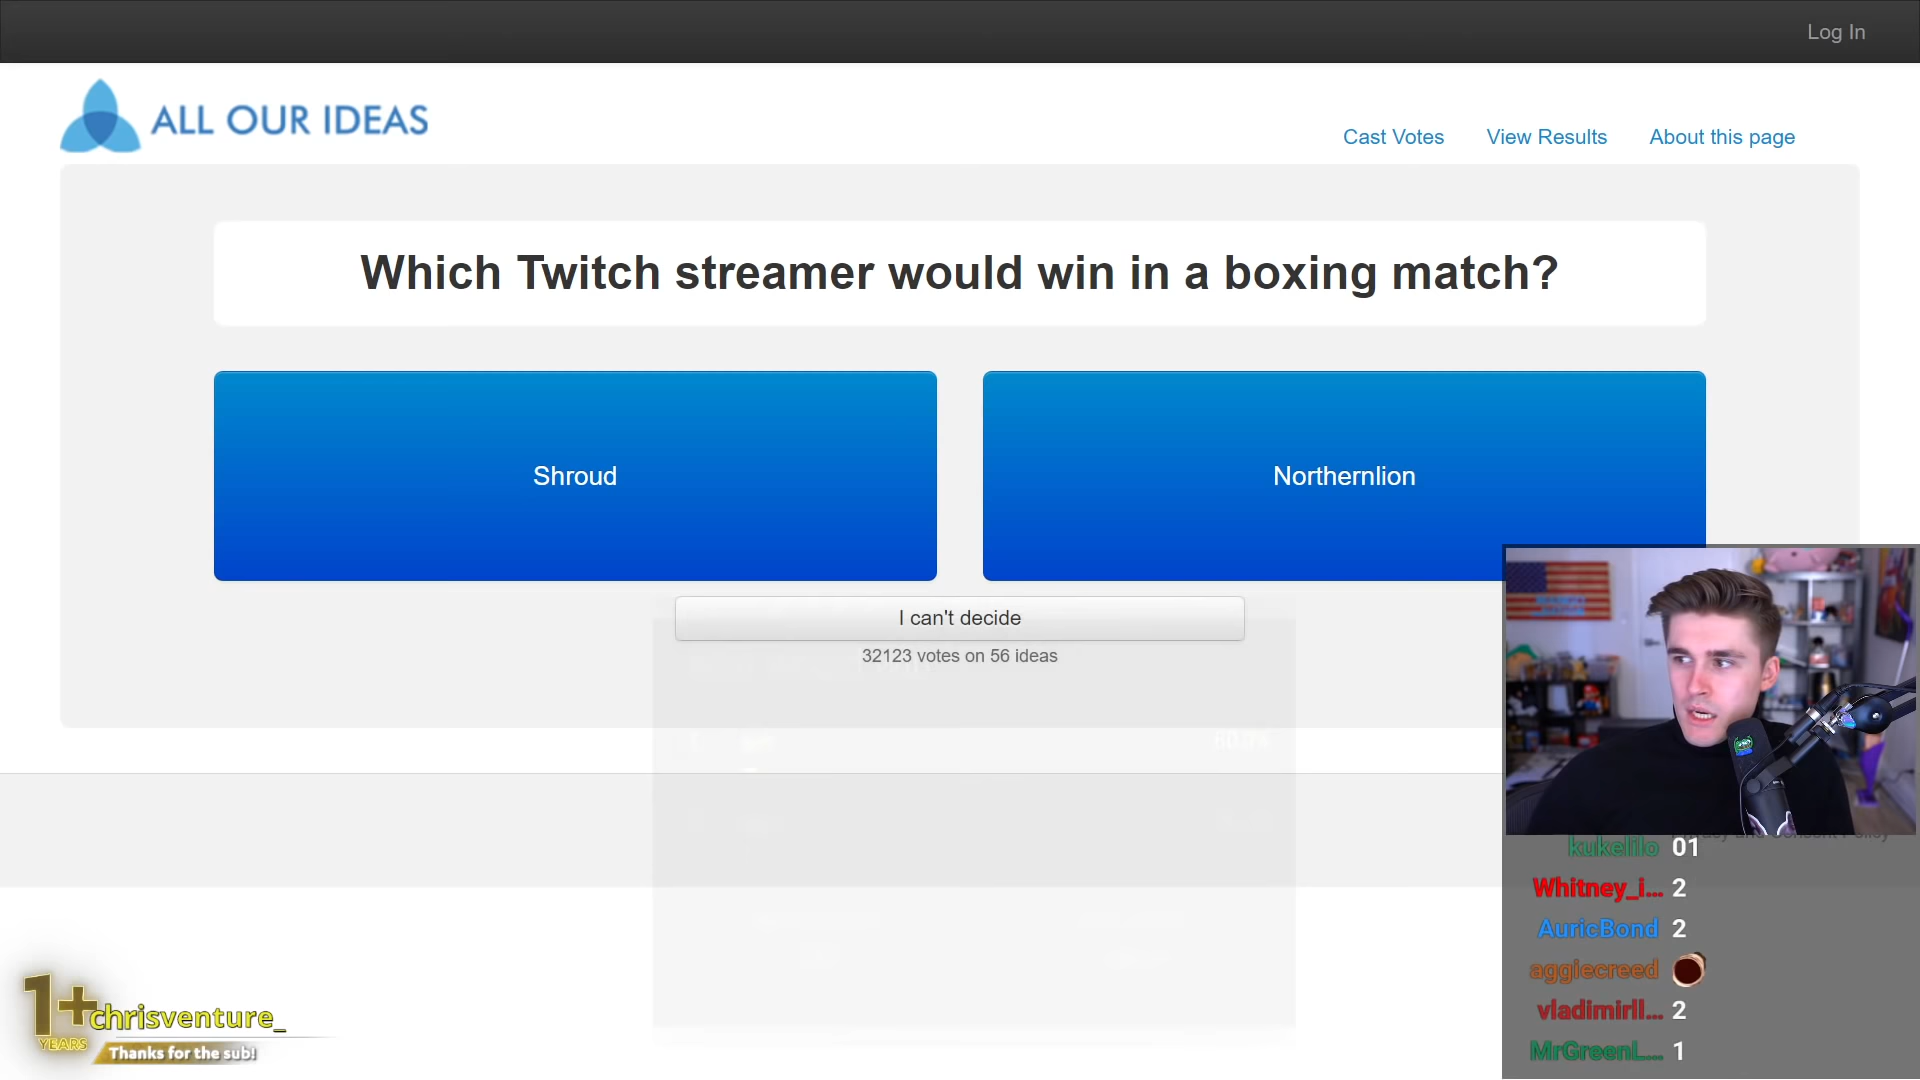 Log In
ALL OUR IDEAS
Cast Votes
View Results
About this page
Which Twitch streamer would win in a boxing match?
Shroud
Northernlion
I can't decide
32123 votes on 56 ideas
kukelilo 01
Whitney_i... 2
AuricBond 2
aggiecreed
vladimirll... 2
MrGreenL... 1
1+
YEARS
chrisventure_
Thanks for the sub!